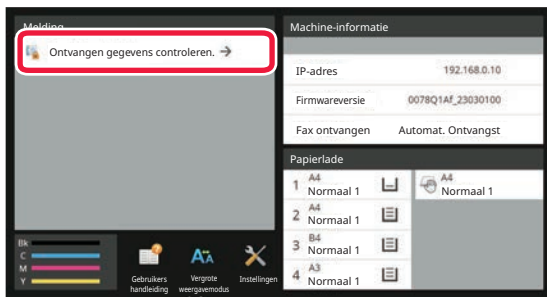 Melding
Ontvangen gegevens controleren. →
Machine-informatie
IP-adres 192.168.0.10
Firmwareversie 0078Q1Af_23030100
Fax ontvangen Automat. Ontvangst
Papierlade
1 A4
Normaal 1
A4
Normaal 1
2 A4
Normaal 1
3 B4
Normaal 1
4 A3
Normaal 1
Bk
C
M
Y
Gebruikers
handleiding
Vergrote
weergavemodus
Instellingen